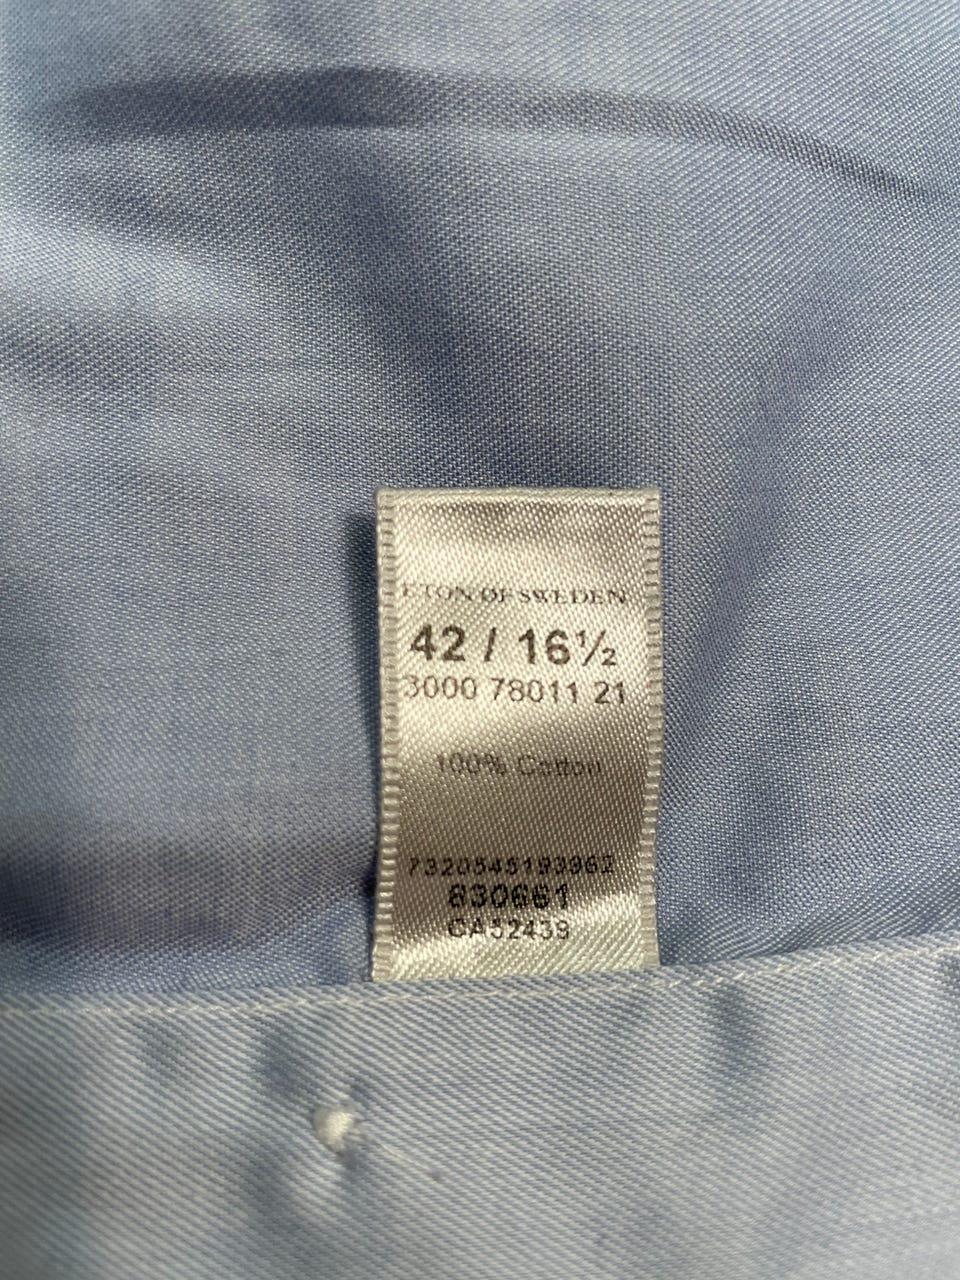 ETON OF SWEDEN
42 / 16½
3000 78011 21
100% Cotton
7320545193962
830661
CA52439